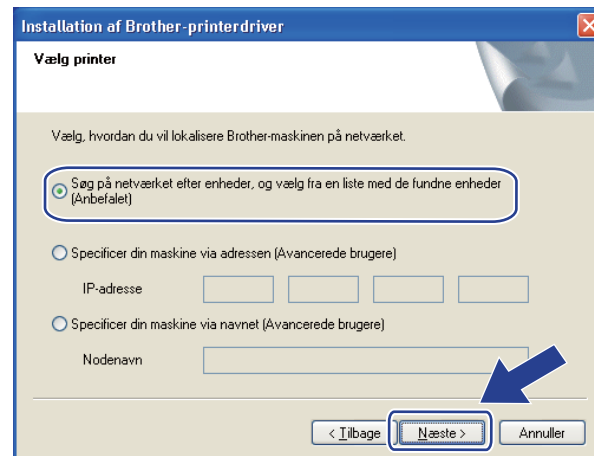 Installation af Brother-printerdriver
Vælg printer
Vælg, hvordan du vil lokalisere Brother-maskinen på netværket.
Søg på netværket efter enheder, og vælg fra en liste med de fundne enheder
(Anbefalet)
Specificer din maskine via adressen (Avancerede brugere)
IP-adresse
Specificer din maskine via navnet (Avancerede brugere)
Nodenavn
< Tilbage Næste > Annuller